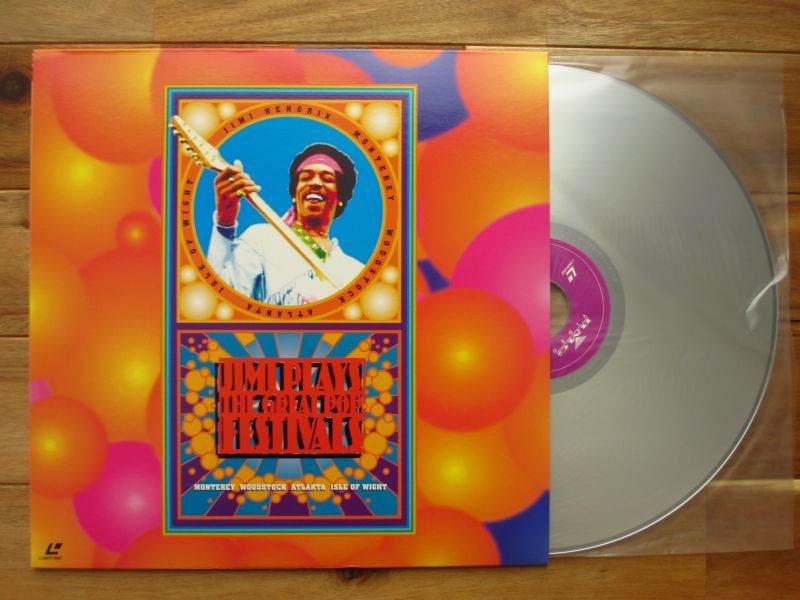 JIMI HENDRIX MONTEREY WOODSTOCK ATLANTA ISLE OF WIGHT
JIMI PLAYS
THE GREAT POP
FESTIVALS
MONTEREY WOODSTOCK ATLANTA ISLE OF WIGHT